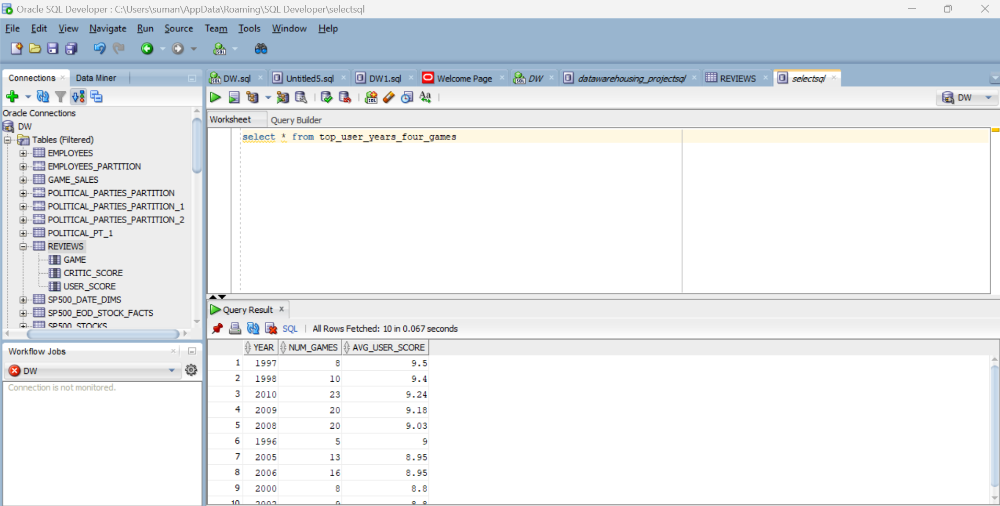 Oracle SQL Developer : C:\Users\suman\AppData\Roaming\SQL Developer\selectsql
File Edit View Navigate Run Source Team Tools Window Help
SQL
Connections Data Miner
SQL DW.sql Untitled5.sql DW1.sql Welcome Page SQL DW datawarehousing_projectsql REVIEWS selectsql
SQL Aa DW
Oracle Connections
DW
Tables (Filtered)
EMPLOYEES
EMPLOYEES_PARTITION
GAME_SALES
POLITICAL_PARTIES_PARTITION
POLITICAL_PARTIES_PARTITION_1
POLITICAL_PARTIES_PARTITION_2
POLITICAL_PT_1
REVIEWS
GAME
CRITIC_SCORE
USER_SCORE
SP500_DATE_DIMS
SP500_EOD_STOCK_FACTS
SP500_STOCKS
Workflow Jobs
DW
Connection is not monitored.
Worksheet Query Builder
select * from top_user_years_four_games
Query Result
SQL All Rows Fetched: 10 in 0.067 seconds
YEAR NUM_GAMES AVG_USER_SCORE
1 1997 8 9.5
2 1998 10 9.4
3 2010 23 9.24
4 2009 20 9.18
5 2008 20 9.03
6 1996 5 9
7 2005 13 8.95
8 2006 16 8.95
9 2000 8 8.8
10